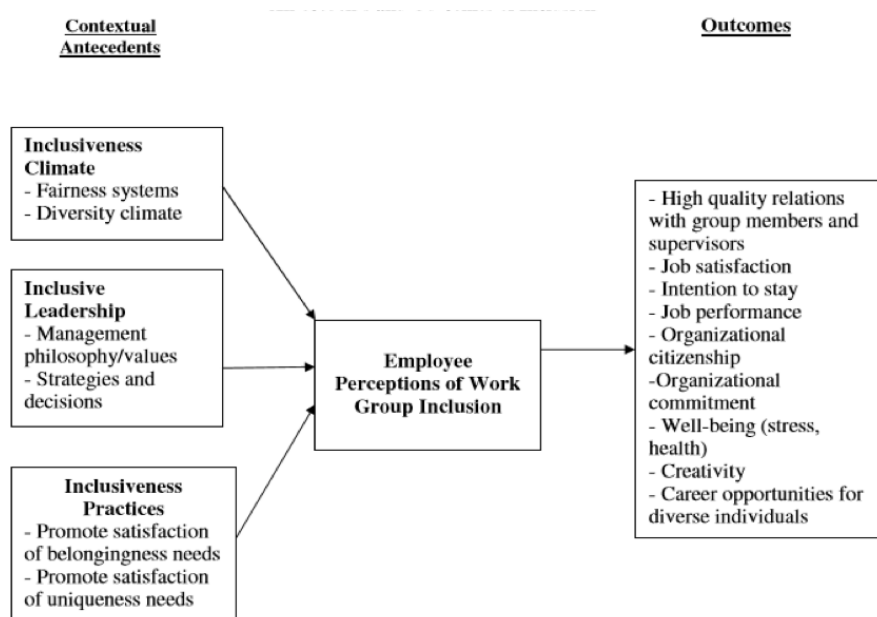 Contextual
Antecedents
Outcomes
Inclusiveness
Climate
- Fairness systems
- Diversity climate
Inclusive
Leadership
- Management
philosophy/values
- Strategies and
decisions
Inclusiveness
Practices
- Promote satisfaction
of belongingness needs
- Promote satisfaction
of uniqueness needs
Employee
Perceptions of Work
Group Inclusion
- High quality relations
with group members and
supervisors
- Job satisfaction
- Intention to stay
- Job performance
- Organizational
citizenship
-Organizational
commitment
- Well-being (stress,
health)
- Creativity
- Career opportunities for
diverse individuals